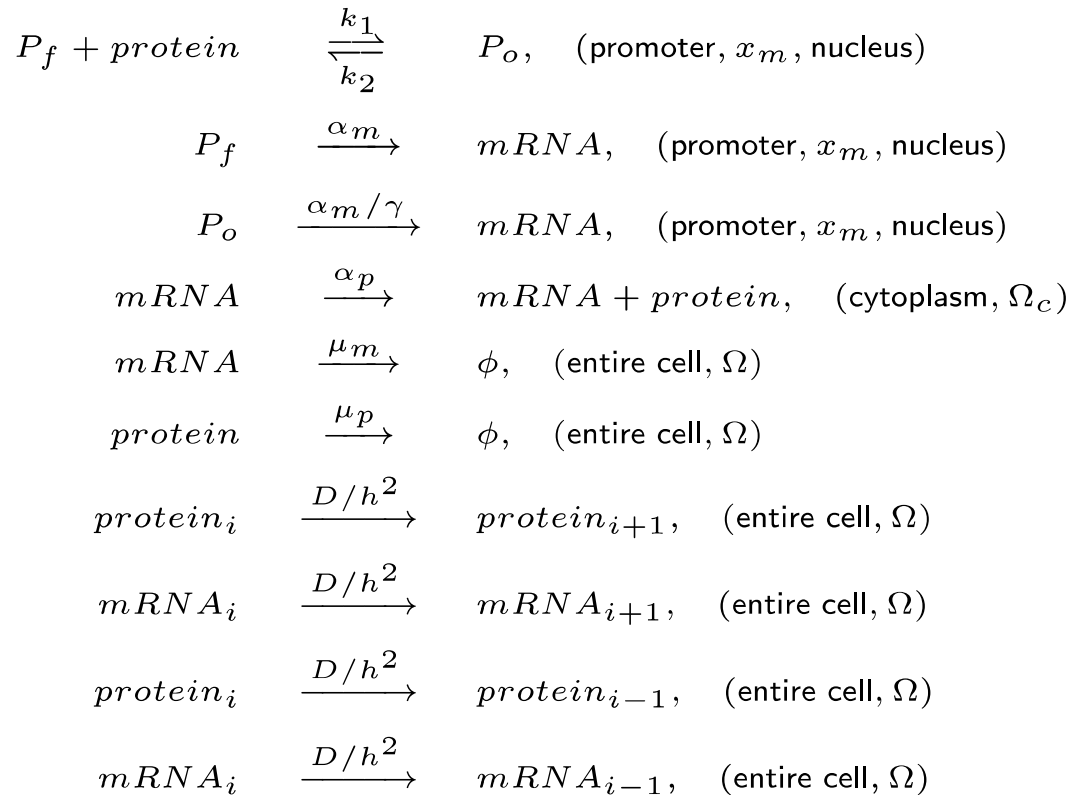 P_f + protein ⇌ P_o, (promoter, x_m, nucleus) k_1 k_2
P_f —α_m→ mRNA, (promoter, x_m, nucleus)
P_o —α_m/γ→ mRNA, (promoter, x_m, nucleus)
mRNA —α_p→ mRNA + protein, (cytoplasm, Ω_c)
mRNA —μ_m→ ϕ, (entire cell, Ω)
protein —μ_p→ ϕ, (entire cell, Ω)
protein_i —D/h^2→ protein_{i+1}, (entire cell, Ω)
mRNA_i —D/h^2→ mRNA_{i+1}, (entire cell, Ω)
protein_i —D/h^2→ protein_{i−1}, (entire cell, Ω)
mRNA_i —D/h^2→ mRNA_{i−1}, (entire cell, Ω)